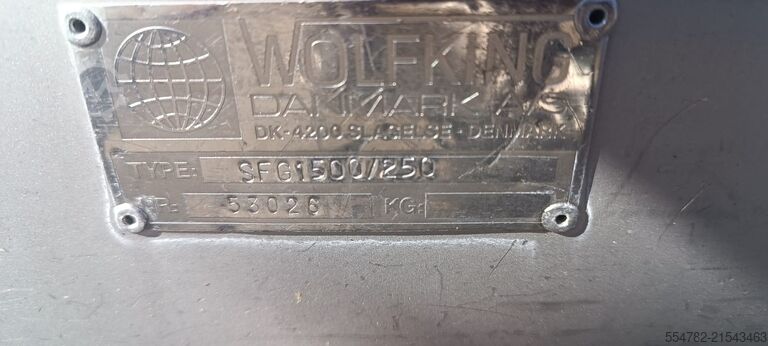 WOLFKING
DANMARK A/S
DK-4200 SLAGELSE - DENMARK
TYPE: SFG1500/250
53026 KG:
554782-21543463